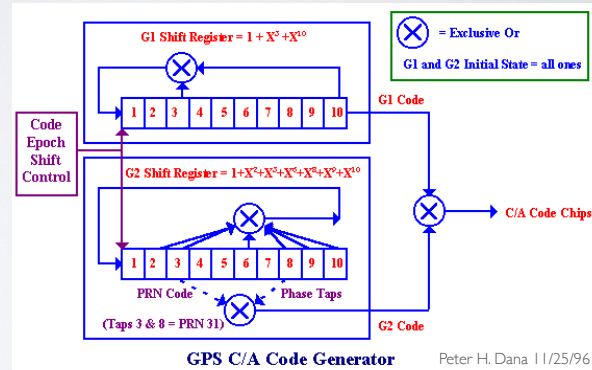 G1 Shift Register = 1 + X³ +X¹⁰
= Exclusive Or
G1 and G2 Initial State = all ones
1 2 3 4 5 6 7 8 9 10
G1 Code
Code
Epoch
Shift
Control
G2 Shift Register = 1+X²+X³+X⁶+X⁸+X⁹+X¹⁰
C/A Code Chips
1 2 3 4 5 6 7 8 9 10
PRN Code
Phase Taps
(Taps 3 & 8 = PRN 31)
G2 Code
GPS C/A Code Generator
Peter H. Dana 11/25/96